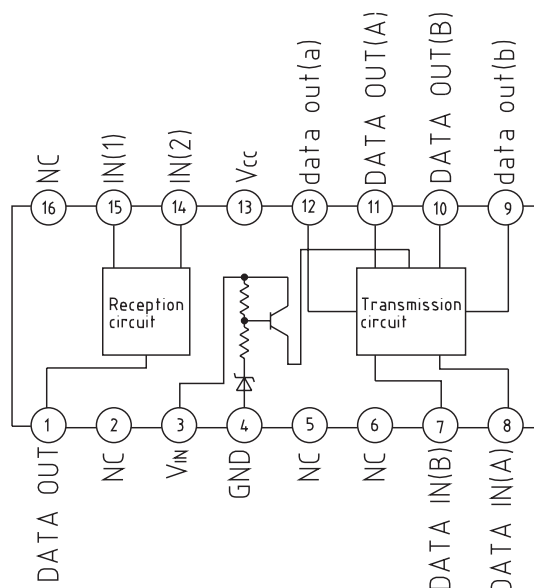 NC
IN(1)
IN(2)
Vcc
data out(a)
DATA OUT(A)
DATA OUT(B)
data out(b)
16
15
14
13
12
11
10
9
Reception
circuit
Transmission
circuit
1
2
3
4
5
6
7
8
DATA OUT
NC
VIN
GND
NC
NC
DATA IN(B)
DATA IN(A)